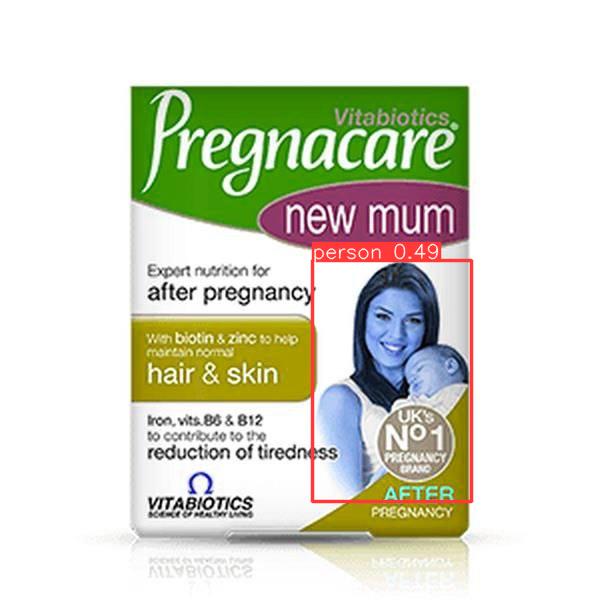 Vitabiotics
Pregnacare®
new mum
person 0.49
Expert nutrition for
after pregnancy
With biotin & zinc to help
maintain normal
hair & skin
Iron, vits. B6 & B12
to contribute to the
reduction of tiredness
UK's
No1
PREGNANCY
BRAND
AFTER
PREGNANCY
VITABIOTICS
SCIENCE OF HEALTHY LIVING